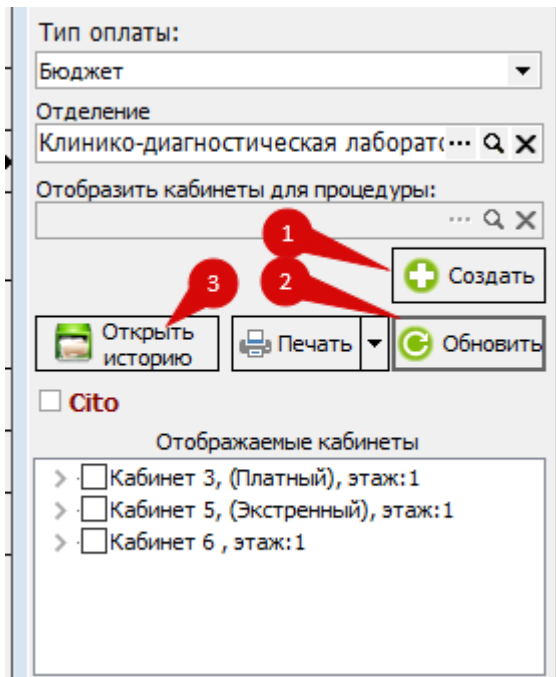 Тип оплаты:
Бюджет
Отделение
Клинико-диагностическая лаборат
Отобразить кабинеты для процедуры:
1
Создать
3
2
Открыть
историю
Печать
Обновить
Cito
Отображаемые кабинеты
Кабинет 3, (Платный), этаж:1
Кабинет 5, (Экстренный), этаж:1
Кабинет 6 , этаж:1